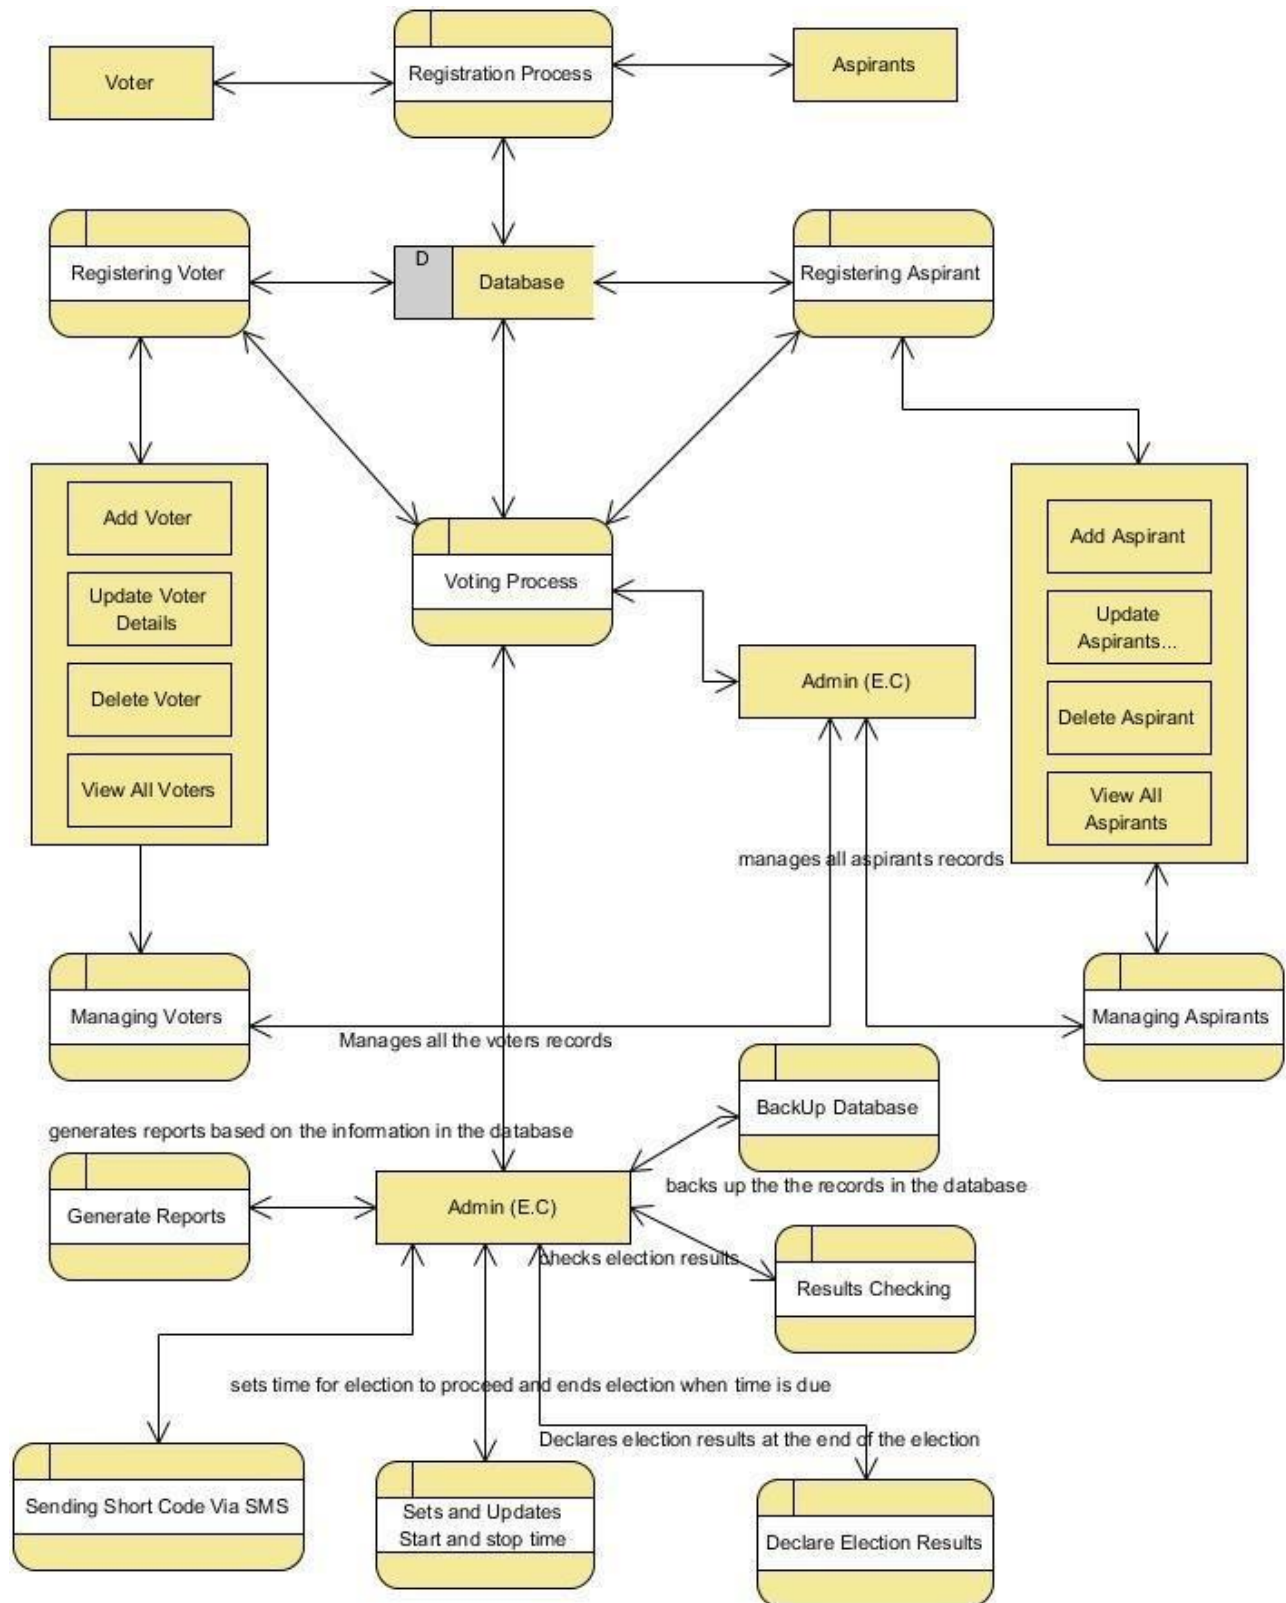 Voter
Registration Process
Aspirants
Registering Voter
D
Database
Registering Aspirant
Add Voter
Update Voter
Details
Delete Voter
View All Voters
Voting Process
Admin (E.C)
Add Aspirant
Update
Aspirants...
Delete Aspirant
View All
Aspirants
manages all aspirants records
Managing Voters
Manages all the voters records
Managing Aspirants
BackUp Database
generates reports based on the information in the database
backs up the the records in the database
Generate Reports
Admin (E.C)
checks election results
Results Checking
sets time for election to proceed and ends election when time is due
Declares election results at the end of the election
Sending Short Code Via SMS
Sets and Updates
Start and stop time
Declare Election Results